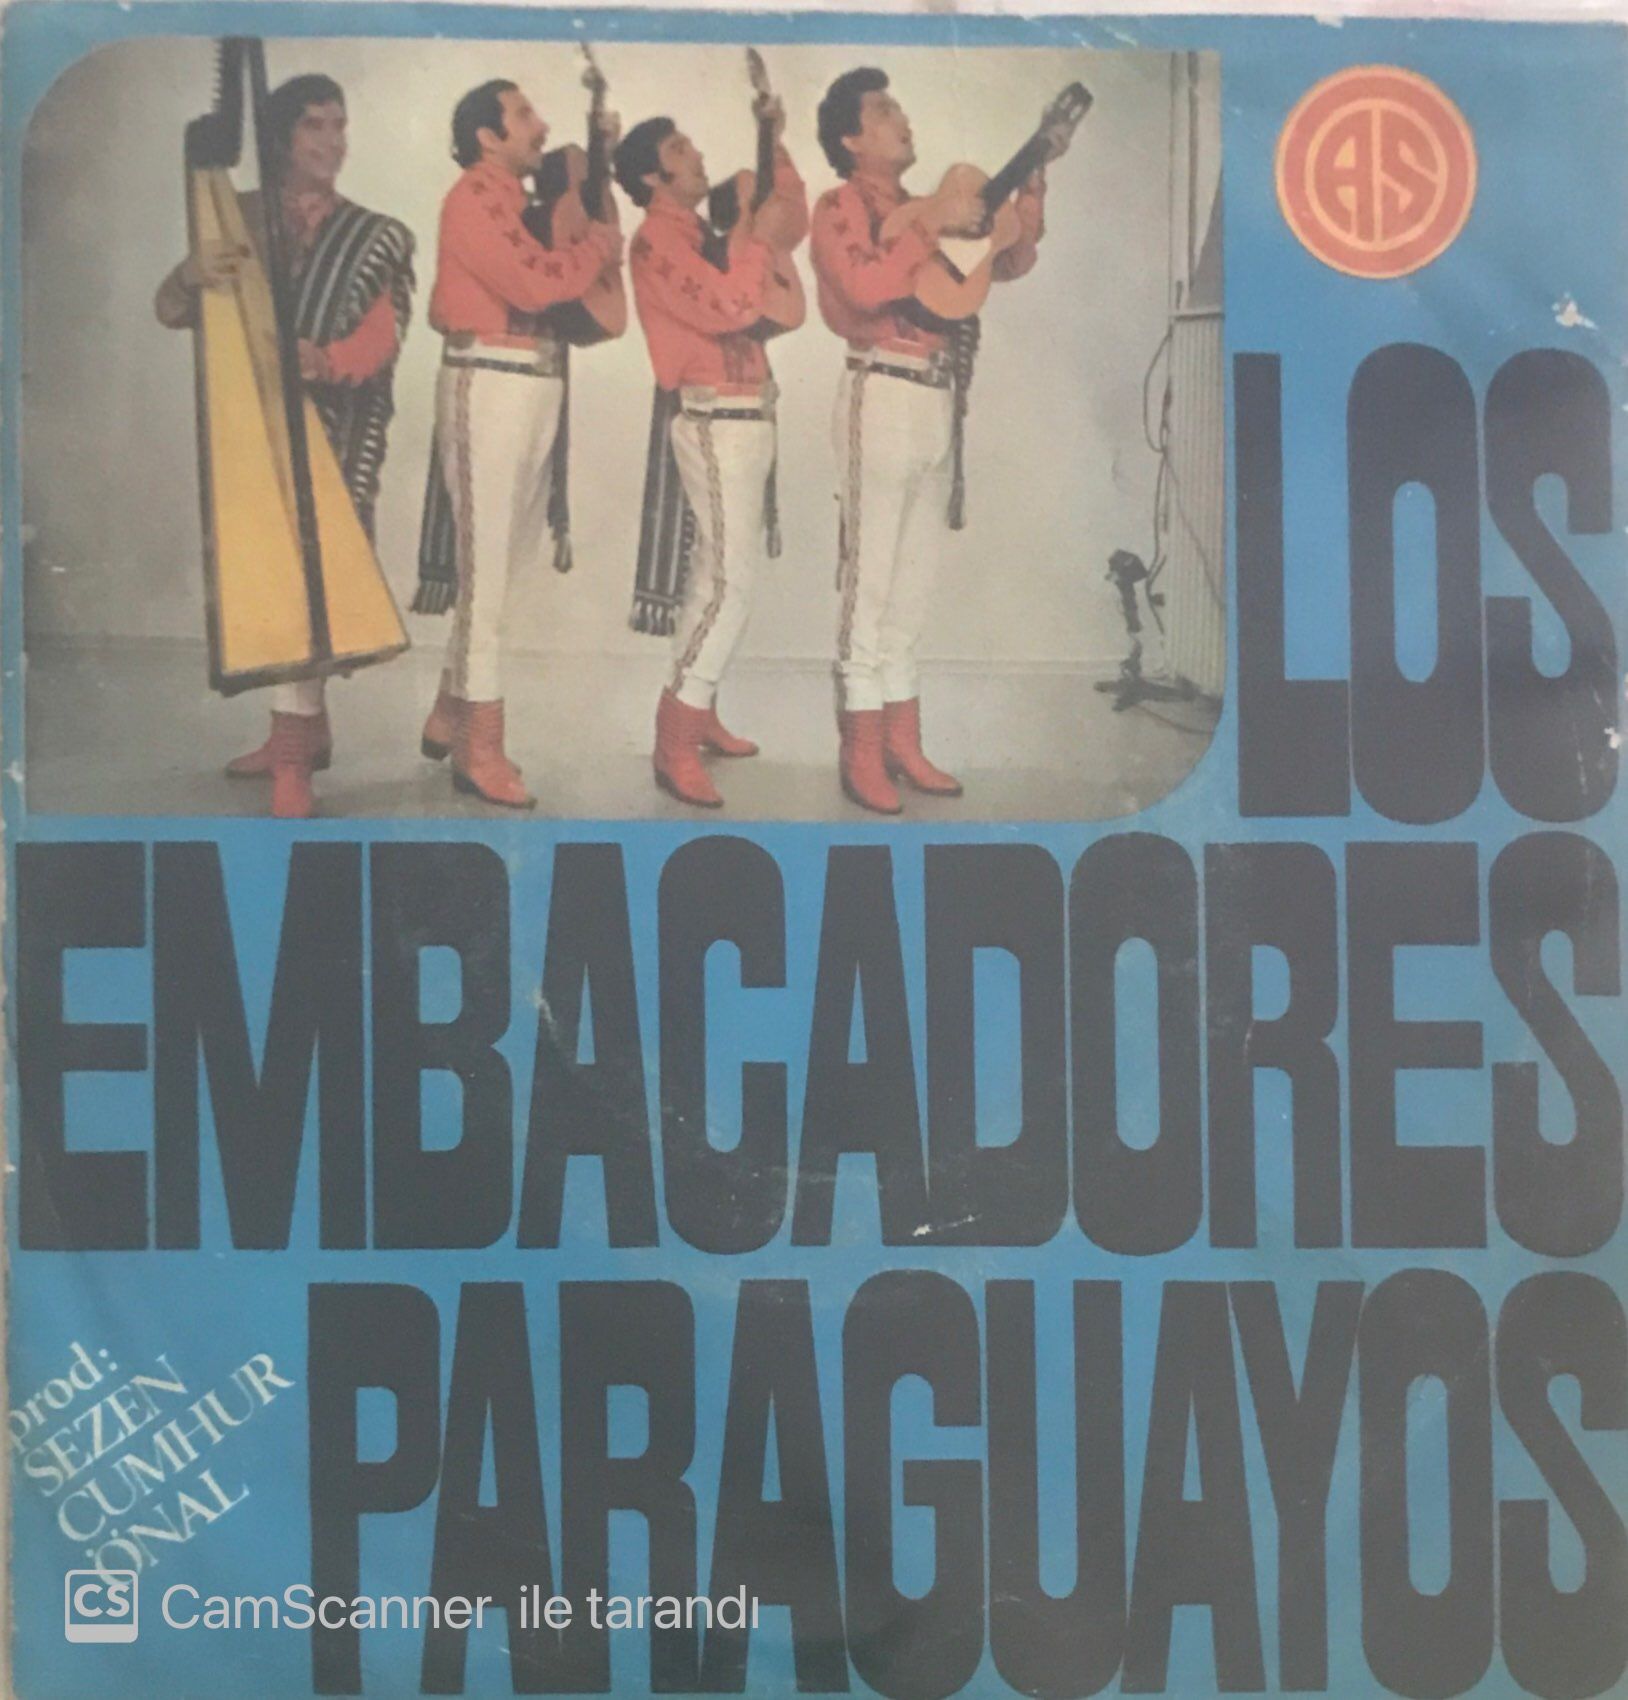 AS
LOS
EMBACADORES
PARAGUAYOS
prod:
SEZEN
CUMHUR
ÖNAL
CS CamScanner ile tarandı